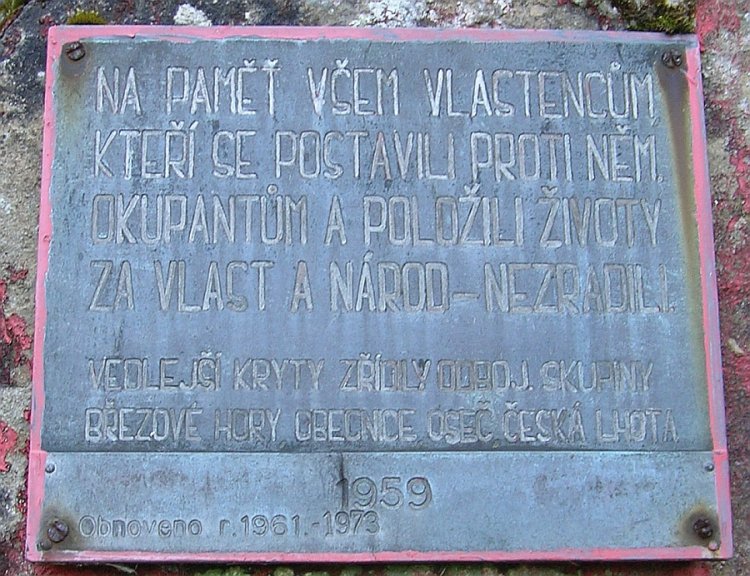 NA PAMĚŤ VŠEM VLASTENCŮM,
KTEŘÍ SE POSTAVILI PROTI NĚM.
OKUPANTŮM A POLOŽILI ŽIVOTY
ZA VLAST A NÁROD – NEZRADILI.
VEDLEJŠÍ KRYTY ZŘÍDILY ODBOJ. SKUPINY
BŘEZOVÉ HORY OBECNICE OSEČ, ČESKÁ LHOTA
1959
Obnoveno r.1961.-1973